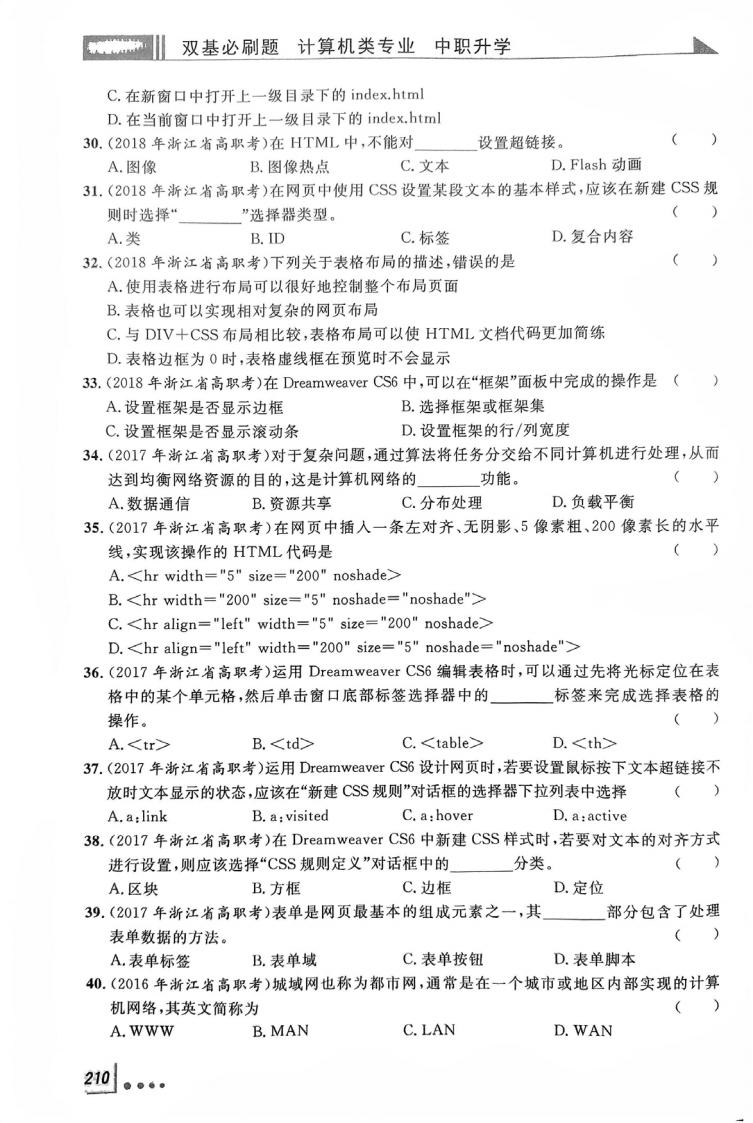 双基必刷题 计算机类专业 中职升学
C. 在新窗口中打开上一级目录下的 index.html
D. 在当前窗口中打开上一级目录下的 index.html
30. (2018 年浙江省高职考)在 HTML 中,不能对________设置超链接。 ( )
A. 图像 B. 图像热点 C. 文本 D. Flash 动画
31. (2018 年浙江省高职考)在网页中使用 CSS 设置某段文本的基本样式,应该在新建 CSS 规
则时选择“________”选择器类型。 ( )
A. 类 B. ID C. 标签 D. 复合内容
32. (2018 年浙江省高职考)下列关于表格布局的描述,错误的是 ( )
A. 使用表格进行布局可以很好地控制整个布局页面
B. 表格也可以实现相对复杂的网页布局
C. 与 DIV+CSS 布局相比较,表格布局可以使 HTML 文档代码更加简练
D. 表格边框为 0 时,表格虚线框在预览时不会显示
33. (2018 年浙江省高职考)在 Dreamweaver CS6 中,可以在“框架”面板中完成的操作是 ( )
A. 设置框架是否显示边框 B. 选择框架或框架集
C. 设置框架是否显示滚动条 D. 设置框架的行/列宽度
34. (2017 年浙江省高职考)对于复杂问题,通过算法将任务分交给不同计算机进行处理,从而
达到均衡网络资源的目的,这是计算机网络的________功能。 ( )
A. 数据通信 B. 资源共享 C. 分布处理 D. 负载平衡
35. (2017 年浙江省高职考)在网页中插入一条左对齐、无阴影、5 像素粗、200 像素长的水平
线,实现该操作的 HTML 代码是 ( )
A. <hr width="5" size="200" noshade>
B. <hr width="200" size="5" noshade="noshade">
C. <hr align="left" width="5" size="200" noshade>
D. <hr align="left" width="200" size="5" noshade="noshade">
36. (2017 年浙江省高职考)运用 Dreamweaver CS6 编辑表格时,可以通过先将光标定位在表
格中的某个单元格,然后单击窗口底部标签选择器中的________标签来完成选择表格的
操作。 ( )
A. <tr> B. <td> C. <table> D. <th>
37. (2017 年浙江省高职考)运用 Dreamweaver CS6 设计网页时,若要设置鼠标按下文本超链接不
放时文本显示的状态,应该在“新建 CSS 规则”对话框的选择器下拉列表中选择 ( )
A. a:link B. a:visited C. a:hover D. a:active
38. (2017 年浙江省高职考)在 Dreamweaver CS6 中新建 CSS 样式时,若要对文本的对齐方式
进行设置,则应该选择“CSS 规则定义”对话框中的________分类。 ( )
A. 区块 B. 方框 C. 边框 D. 定位
39. (2017 年浙江省高职考)表单是网页最基本的组成元素之一,其________部分包含了处理
表单数据的方法。 ( )
A. 表单标签 B. 表单域 C. 表单按钮 D. 表单脚本
40. (2016 年浙江省高职考)城域网也称为都市网,通常是在一个城市或地区内部实现的计算
机网络,其英文简称为 ( )
A. WWW B. MAN C. LAN D. WAN
210